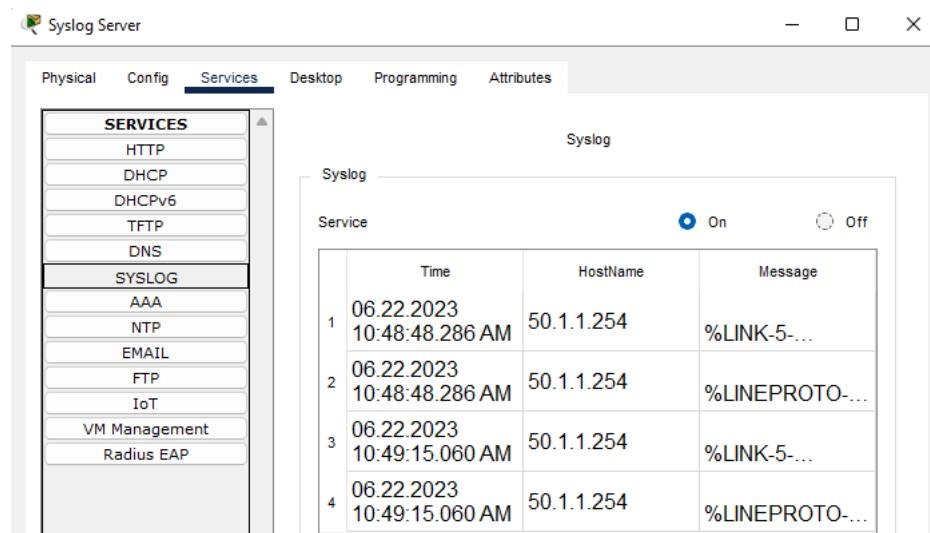 Syslog Server
Physical Config Services Desktop Programming Attributes
SERVICES
HTTP
DHCP
DHCPv6
TFTP
DNS
SYSLOG
AAA
NTP
EMAIL
FTP
IoT
VM Management
Radius EAP
Syslog
Syslog
Service On Off
Time HostName Message
1 06.22.2023 10:48:48.286 AM 50.1.1.254 %LINK-5-...
2 06.22.2023 10:48:48.286 AM 50.1.1.254 %LINEPROTO-...
3 06.22.2023 10:49:15.060 AM 50.1.1.254 %LINK-5-...
4 06.22.2023 10:49:15.060 AM 50.1.1.254 %LINEPROTO-...